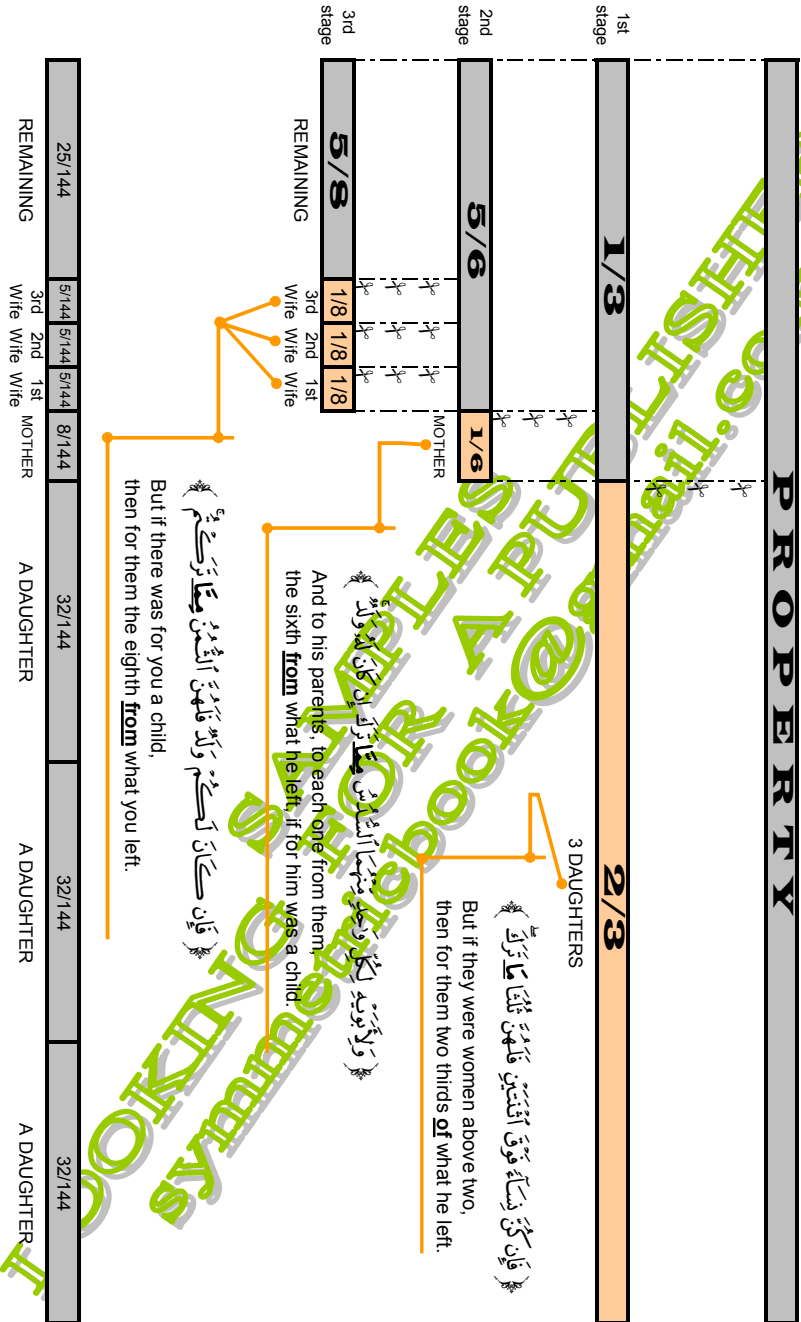 PROPERTY
1st
stage
1/3
2/3
3 DAUGHTERS
﴿ فَإِن كُنَّ نِسَآءً فَوْقَ ٱثْنَتَيْنِ فَلَهُنَّ ثُلُثَا مَا تَرَكَ ۖ ﴾
But if they were women above two,
then for them two thirds of what he left.
2nd
stage
5/6
1/6
MOTHER
﴿ وَلِأَبَوَيْهِ لِكُلِّ وَٰحِدٍ مِّنْهُمَا ٱلسُّدُسُ مِمَّا تَرَكَ إِن كَانَ لَهُۥ وَلَدٌ ۚ ﴾
And to his parents, to each one from them,
the sixth from what he left, if for him was a child.
3rd
stage
5/8
1/8
1/8
1/8
REMAINING
3rd
Wife
2nd
Wife
1st
Wife
﴿ فَإِن كَانَ لَكُمْ وَلَدٌ فَلَهُنَّ ٱلثُّمُنُ مِمَّا تَرَكْتُم ۚ ﴾
But if there was for you a child,
then for them the eighth from what you left.
25/144
5/144
5/144
5/144
8/144
32/144
32/144
32/144
REMAINING
3rd
Wife
2nd
Wife
1st
Wife
MOTHER
A DAUGHTER
A DAUGHTER
A DAUGHTER
LOOKING SAMPLES
FOR A PUBLISHE
symmetricbook@gmail.co